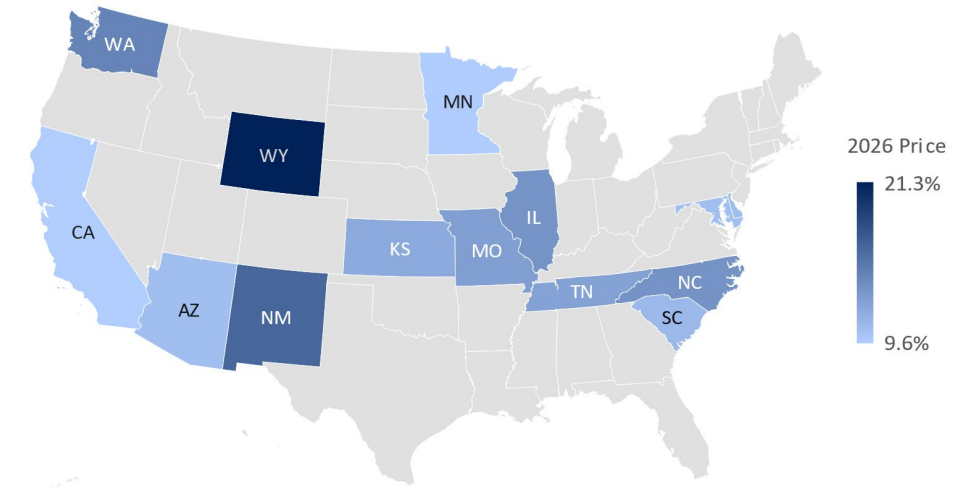 WA
MN
WY
2026 Price
21.3%
IL
CA
KS
MO
NC
TN
AZ
NM
SC
9.6%